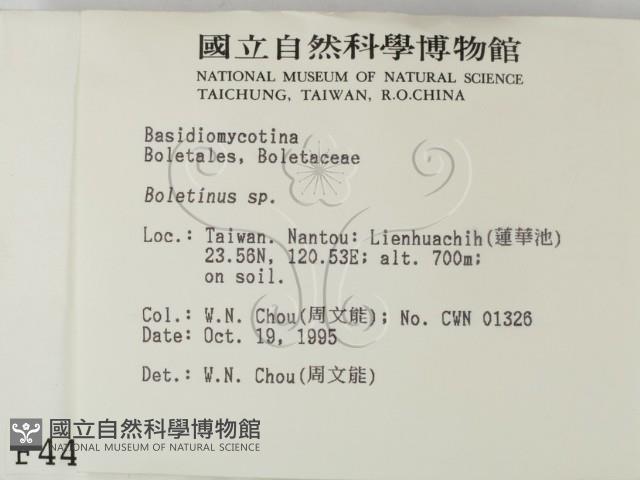 國立自然科學博物館
NATIONAL MUSEUM OF NATURAL SCIENCE
TAICHUNG, TAIWAN, R.O.CHINA
Basidiomycotina
Boletales, Boletaceae
Boletinus sp.
Loc.: Taiwan. Nantou: Lienhuachih(蓮華池)
23.56N, 120.53E; alt. 700m;
on soil.
Col.: W.N. Chou(周文能); No. CWN 01326
Date: Oct. 19, 1995
Det.: W.N. Chou(周文能)
國立自然科學博物館
NATIONAL MUSEUM OF NATURAL SCIENCE
F44